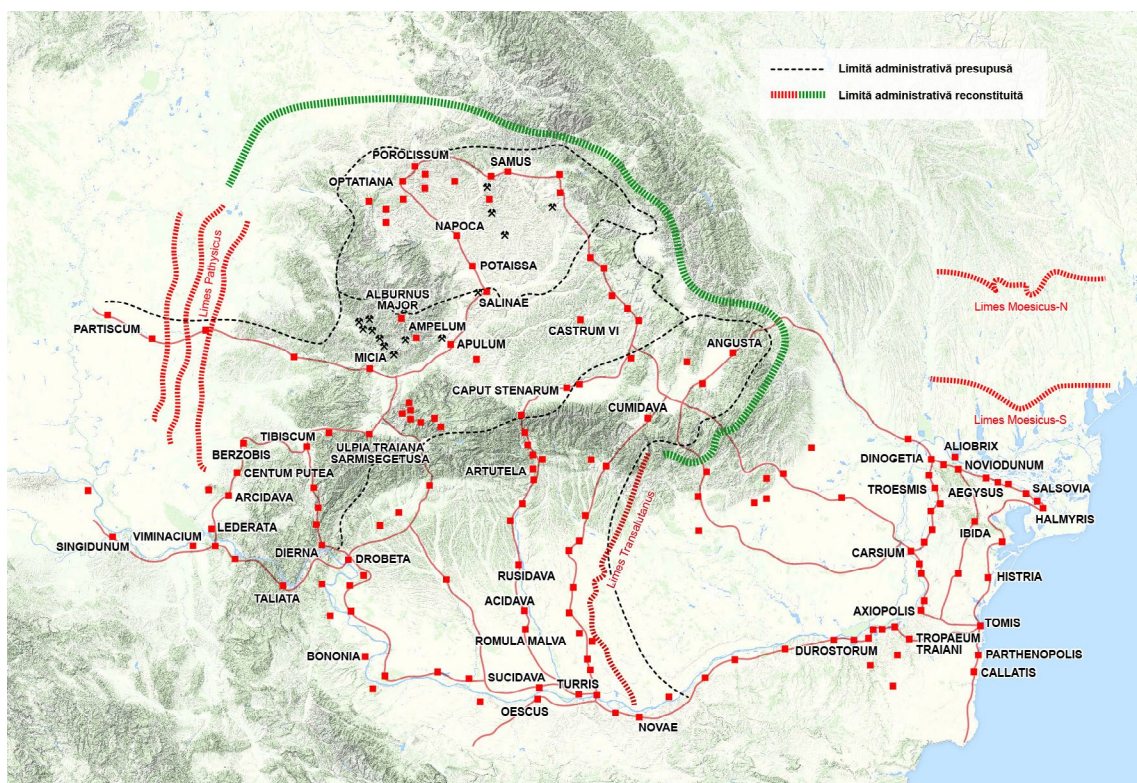 Limită administrativă presupusă
Limită administrativă reconstituită
POROLISSUM
SAMUS
OPTATIANA
NAPOCA
POTAISSA
Limes Pathysicus
ALBURNUS
MAJOR
SALINAE
Limes Moesicus-N
PARTISCUM
AMPELUM
CASTRUM VI
APULUM
ANGUSTA
MICIA
CAPUT STENARUM
CUMIDAVA
Limes Moesicus-S
TIBISCUM
ULPIA TRAIANA
SARMISEGETUSA
BERZOBIS
ALIOBRIX
DINOGETIA
NOVIODUNUM
CENTUM PUTEA
ARTUTELA
TROESMIS
AEGYSUS
SALSOVIA
ARCIDAVA
HALMYRIS
LEDERATA
IBIDA
VIMINACIUM
SINGIDUNUM
DIERNA
DROBETA
CARSIUM
Limes Transalutanus
TALIATA
RUSIDAVA
HISTRIA
ACIDAVA
AXIOPOLIS
TOMIS
ROMULA MALVA
TROPAEUM
TRAIANI
DUROSTORUM
PARTHENOPOLIS
BONONIA
CALLATIS
SUCIDAVA
TURRIS
OESCUS
NOVAE